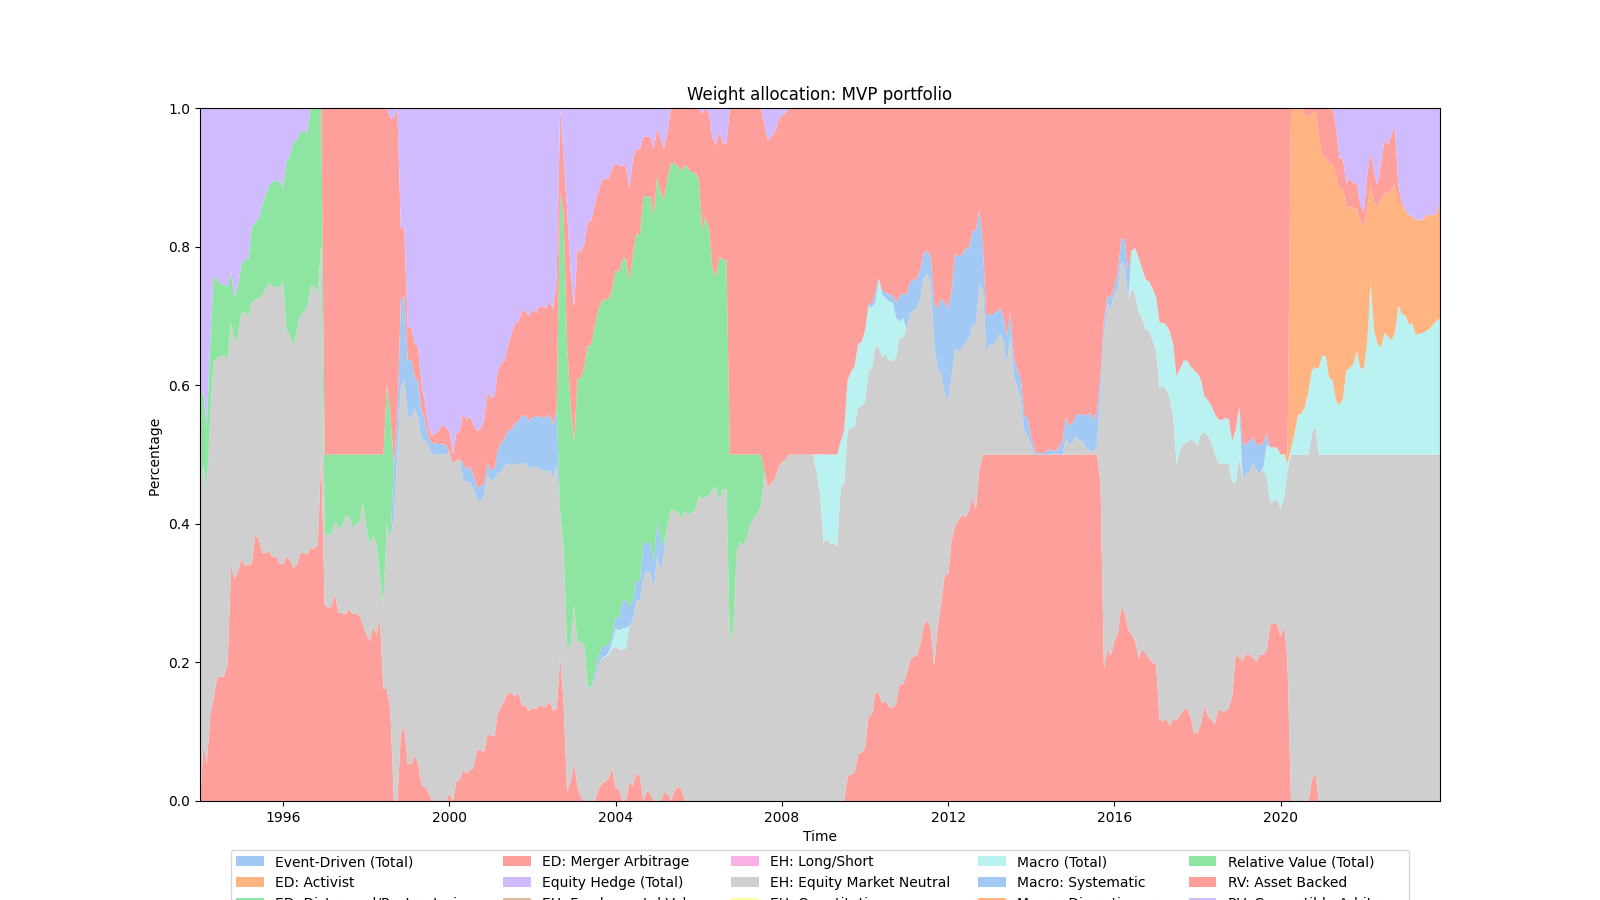 Weight allocation: MVP portfolio
1.0
0.8
0.6
0.4
0.2
0.0
Percentage
1996 2000 2004 2008 2012 2016 2020
Time
Event-Driven (Total) ED: Merger Arbitrage EH: Long/Short Macro (Total) Relative Value (Total)
ED: Activist Equity Hedge (Total) EH: Equity Market Neutral Macro: Systematic RV: Asset Backed